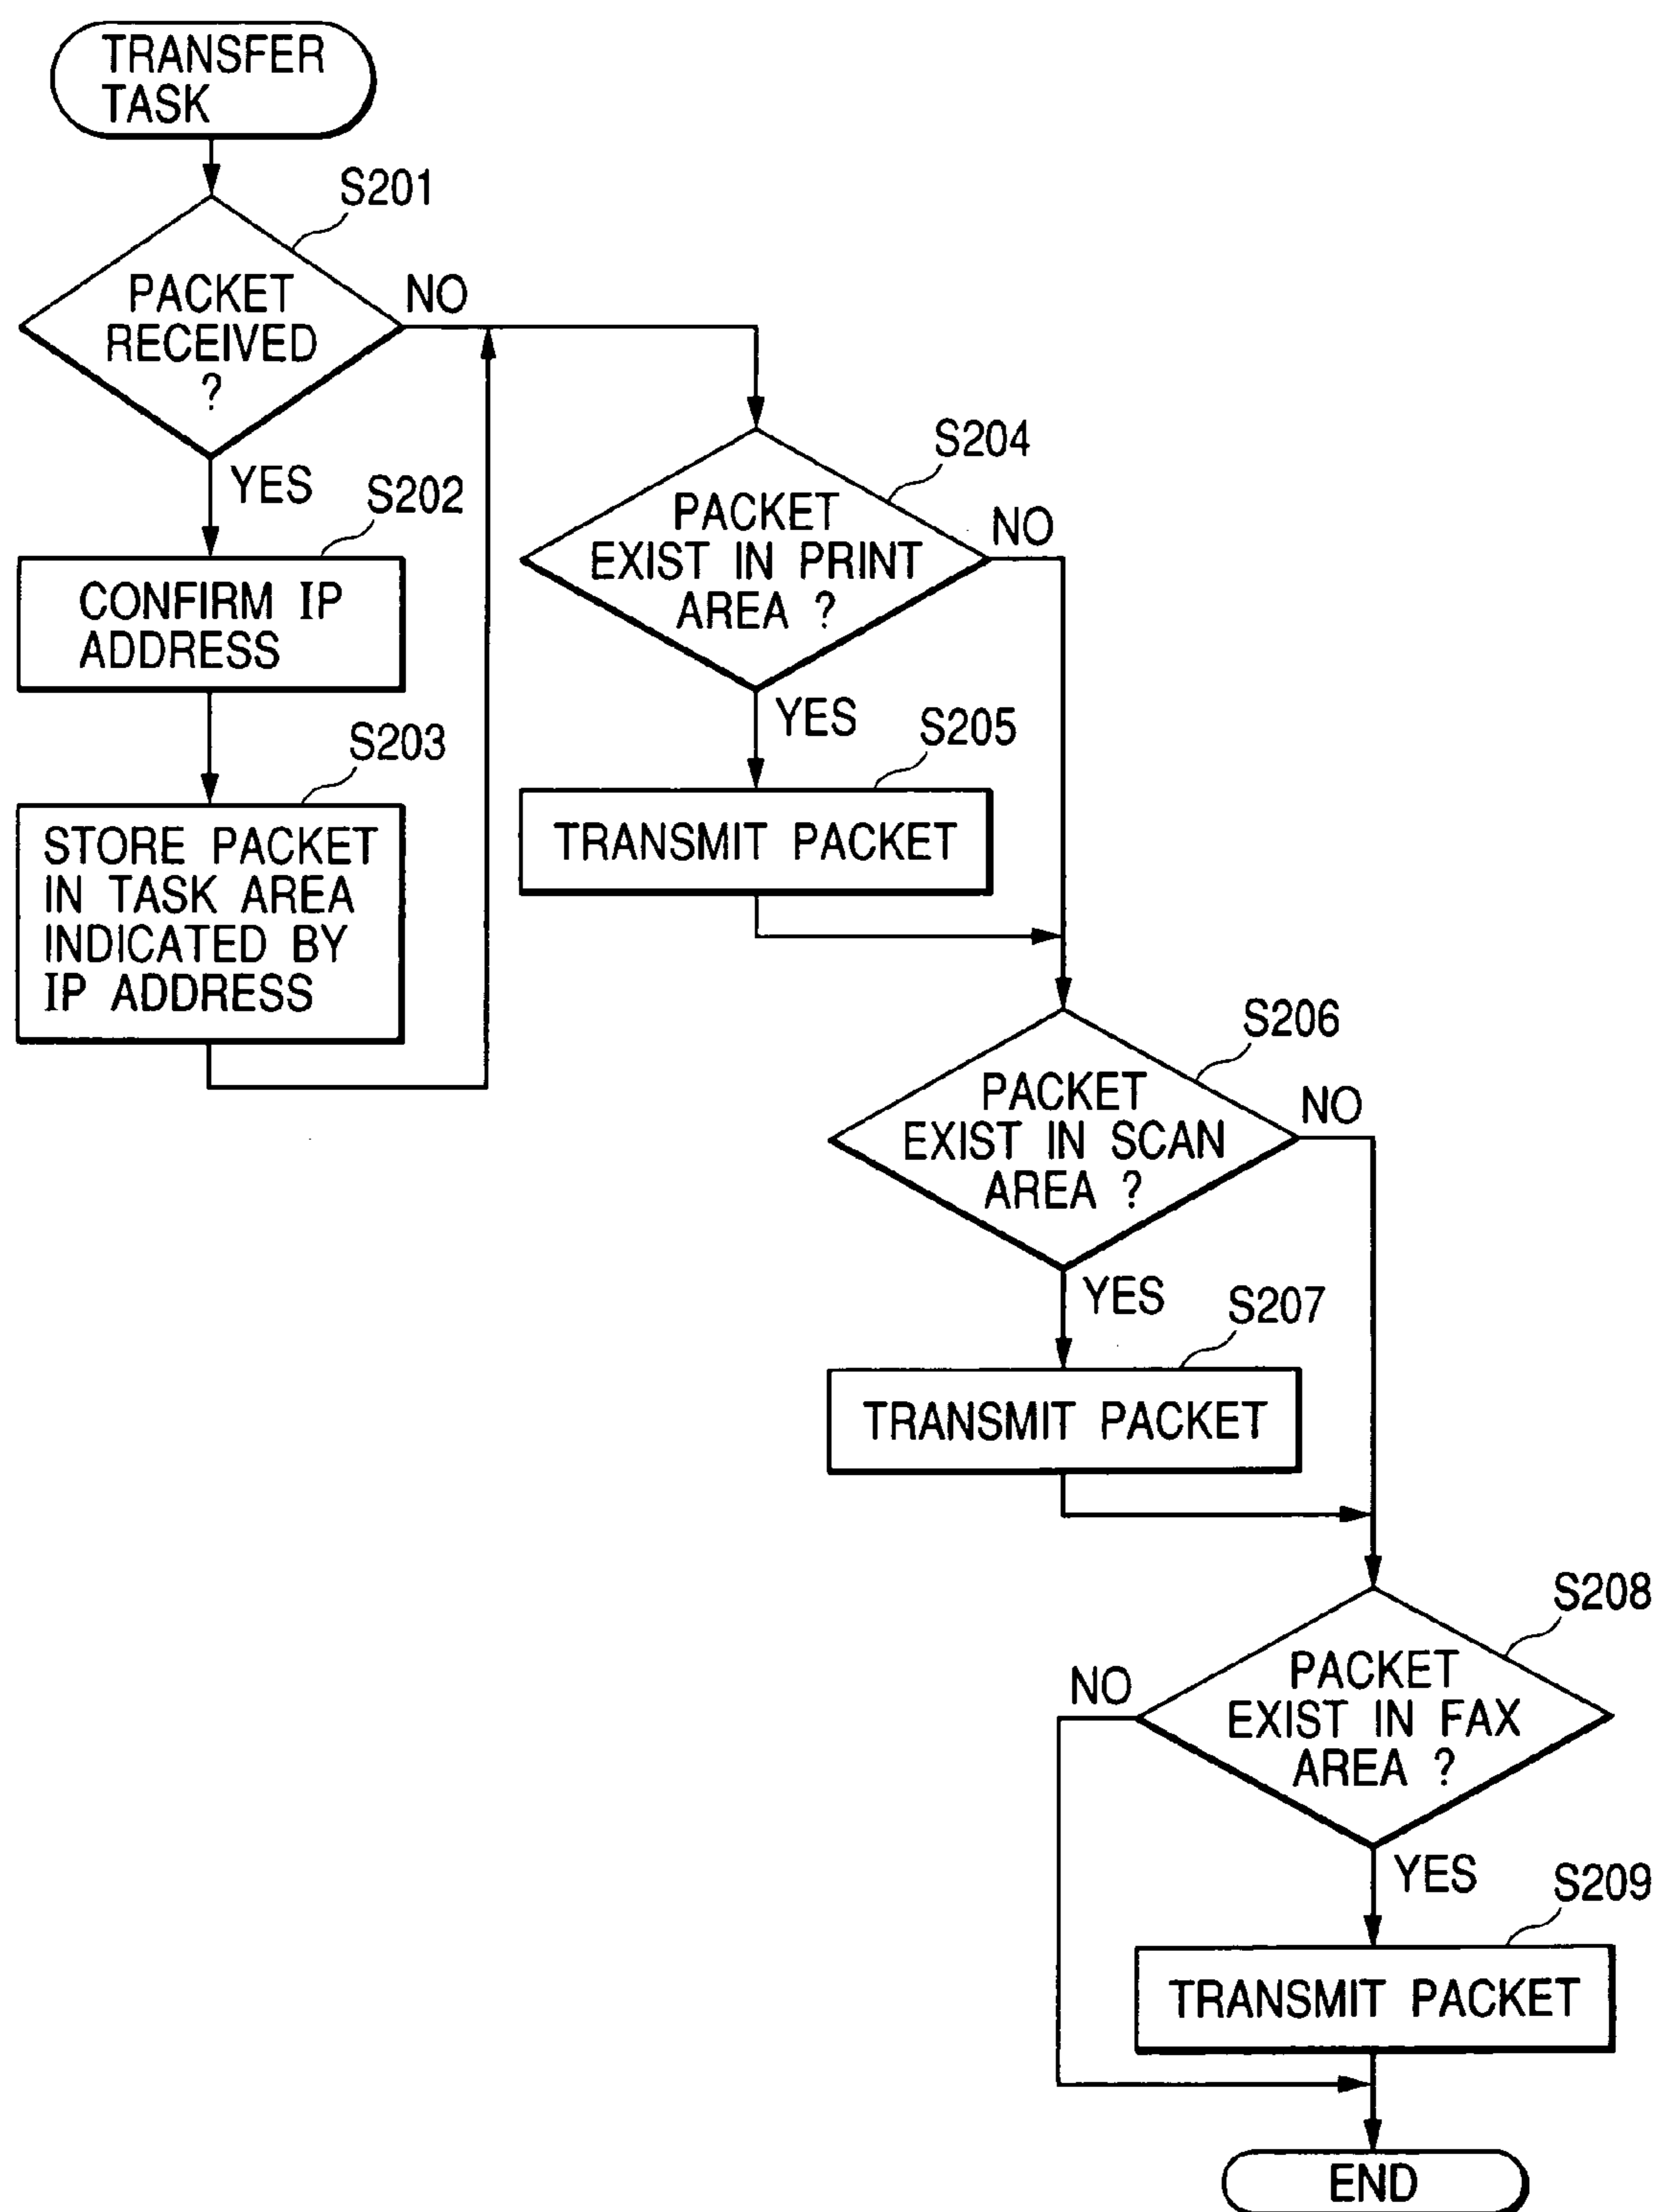 TRANSFER
TASK
S201
PACKET
RECEIVED
?
NO
YES
S202
CONFIRM IP
ADDRESS
S203
STORE PACKET
IN TASK AREA
INDICATED BY
IP ADDRESS
S204
PACKET
EXIST IN PRINT
AREA ?
NO
YES
S205
TRANSMIT PACKET
S206
PACKET
EXIST IN SCAN
AREA ?
NO
YES
S207
TRANSMIT PACKET
S208
PACKET
EXIST IN FAX
AREA ?
NO
YES
S209
TRANSMIT PACKET
END